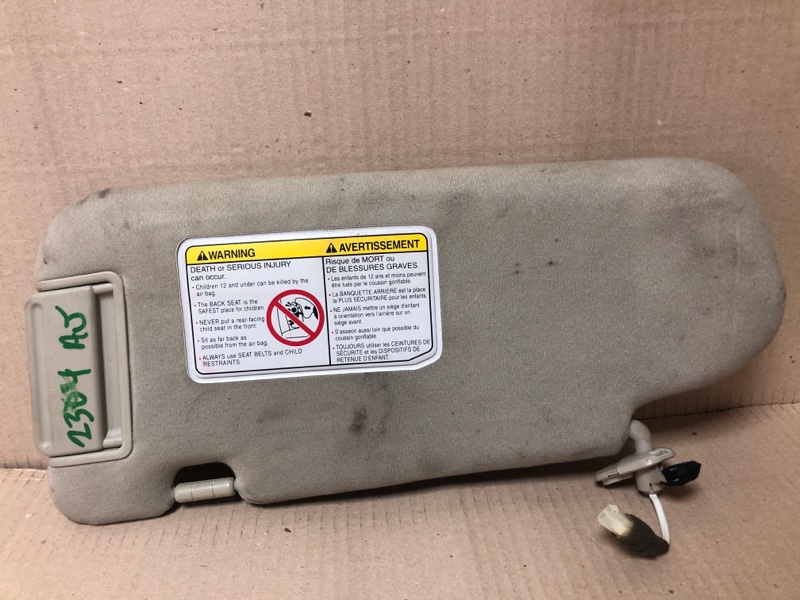 WARNING
DEATH or SERIOUS INJURY
can occur.
• Children 12 and under can be killed by the
air bag.
• The BACK SEAT is the
SAFEST place for children.
• NEVER put a rear-facing
child seat in the front.
• Sit as far back as
possible from the air bag.
• ALWAYS use SEAT BELTS and CHILD
RESTRAINTS.
AVERTISSEMENT
Risque de MORT ou
DE BLESSURES GRAVES.
• Les enfants de 12 ans et moins peuvent
être tués par le coussin gonflable
• La BANQUETTE ARRIERE est la place
la PLUS SÉCURITAIRE pour les enfants.
• NE JAMAIS mettre un siège d'enfant
à orientation vers l'arrière sur un
siège avant.
• S'asseoir aussi loin que possible du
coussin gonflable.
• TOUJOURS utiliser les CEINTURES DE
SÉCURITÉ et les DISPOSITIFS DE
RETENUE D'ENFANT.
2364 AJ